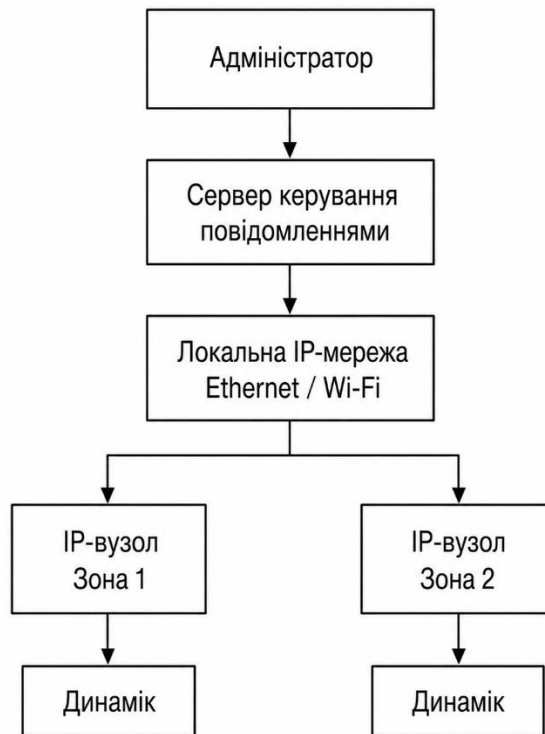 Адміністратор
Сервер керування
повідомленнями
Локальна IP-мережа
Ethernet / Wi-Fi
IP-вузол
Зона 1
IP-вузол
Зона 2
Динамік
Динамік